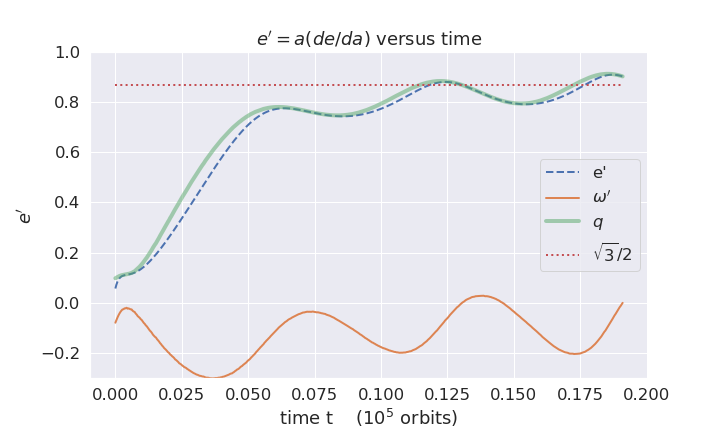 e′ = a(de/da) versus time
1.0
0.8
0.6
0.4
0.2
0.0
−0.2
e′
0.000 0.025 0.050 0.075 0.100 0.125 0.150 0.175 0.200
time t (10⁵ orbits)
e'
ω′
q
√3/2